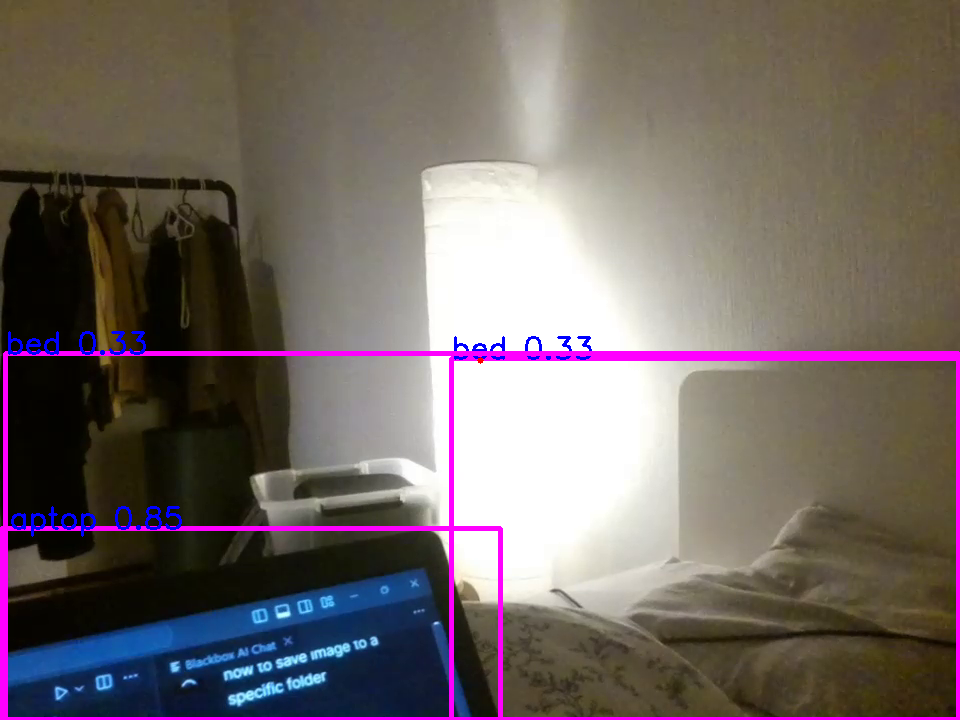 bed 0.33
bed 0.33
aptop 0.85
Blackbox AI Chat
now to save image to a
specific folder